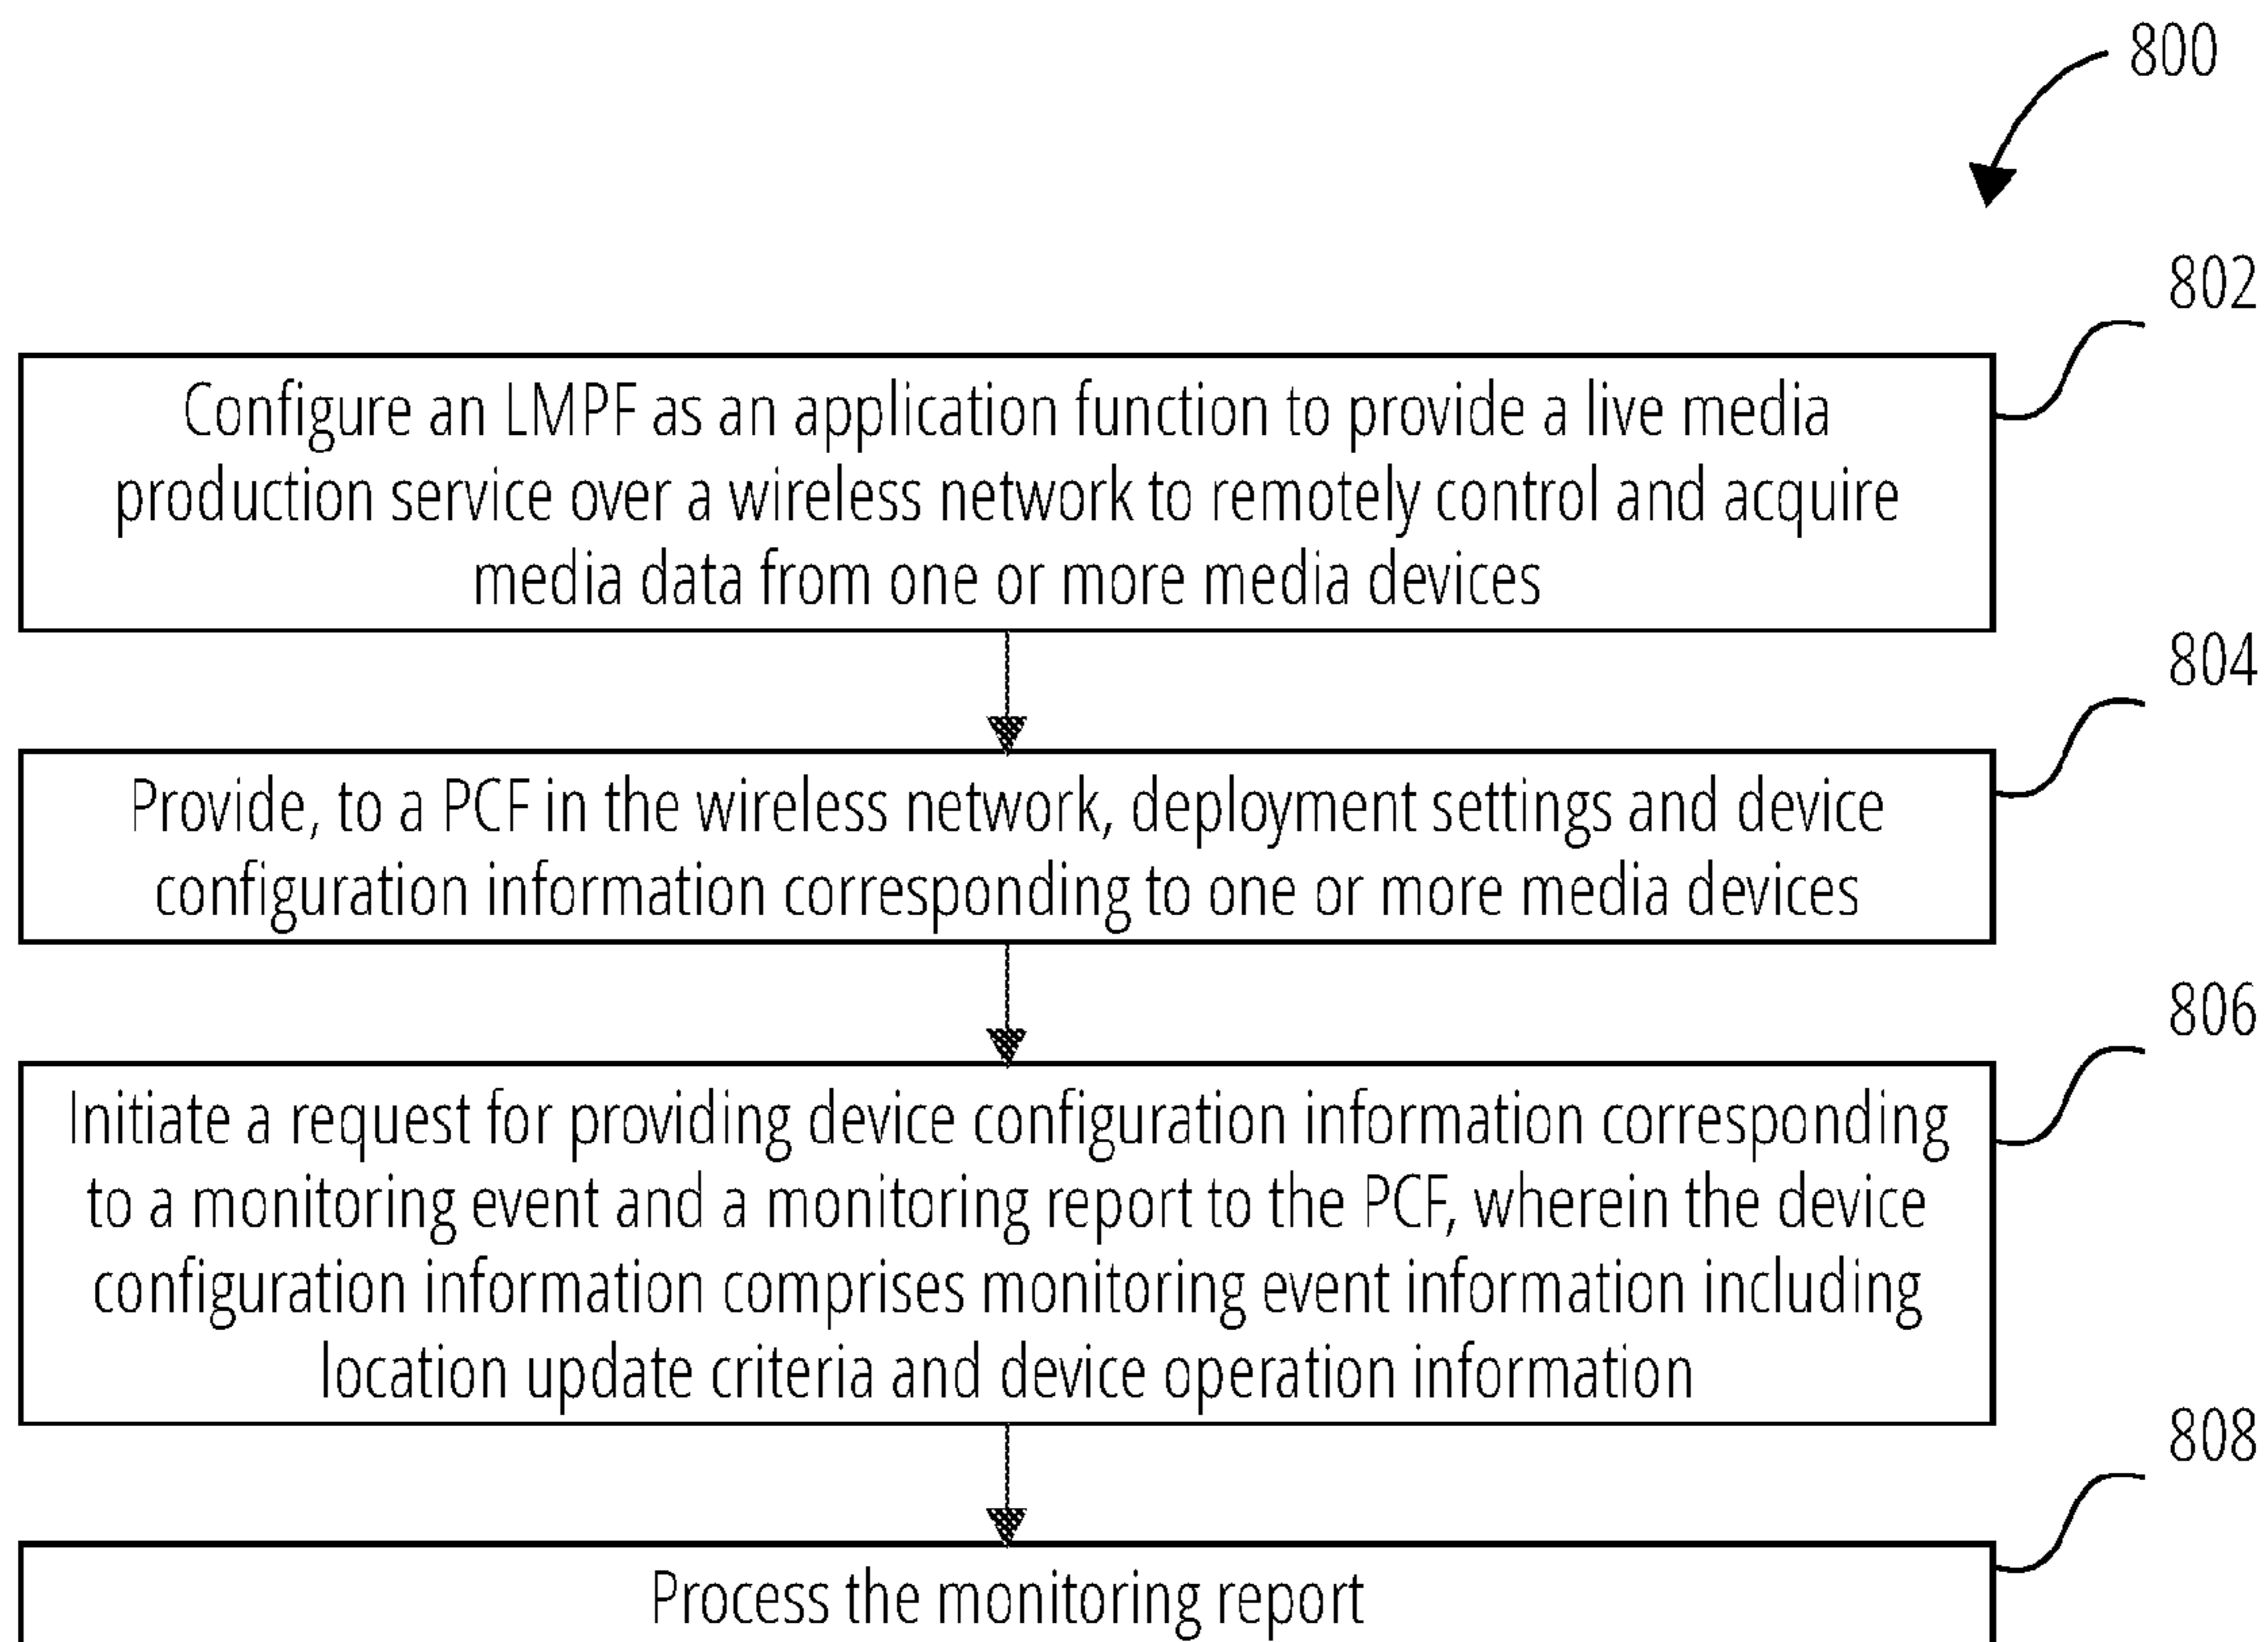 800
802
Configure an LMPF as an application function to provide a live media
production service over a wireless network to remotely control and acquire
media data from one or more media devices
804
Provide, to a PCF in the wireless network, deployment settings and device
configuration information corresponding to one or more media devices
806
Initiate a request for providing device configuration information corresponding
to a monitoring event and a monitoring report to the PCF, wherein the device
configuration information comprises monitoring event information including
location update criteria and device operation information
808
Process the monitoring report